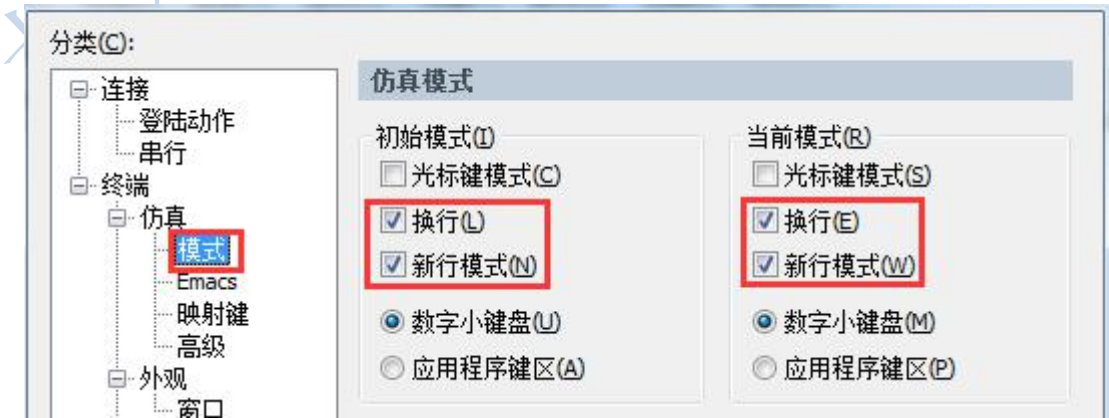 分类(C):
连接
登陆动作
串行
终端
仿真
模式
Emacs
映射键
高级
外观
窗口
仿真模式
初始模式(I)
光标键模式(C)
换行(L)
新行模式(N)
数字小键盘(U)
应用程序键区(A)
当前模式(R)
光标键模式(S)
换行(E)
新行模式(W)
数字小键盘(M)
应用程序键区(P)